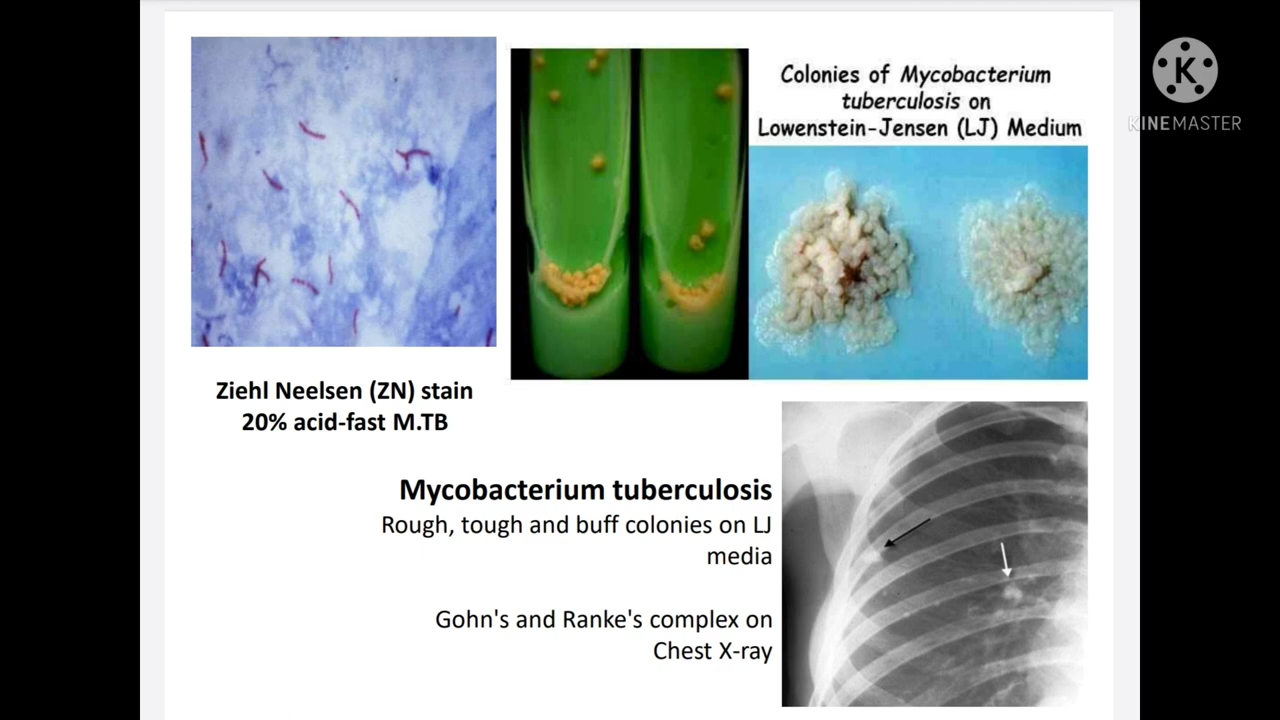 Colonies of Mycobacterium
tuberculosis on
Lowenstein-Jensen (LJ) Medium
K
KINEMASTER
Ziehl Neelsen (ZN) stain
20% acid-fast M.TB
Mycobacterium tuberculosis
Rough, tough and buff colonies on LJ
media
Gohn's and Ranke's complex on
Chest X-ray